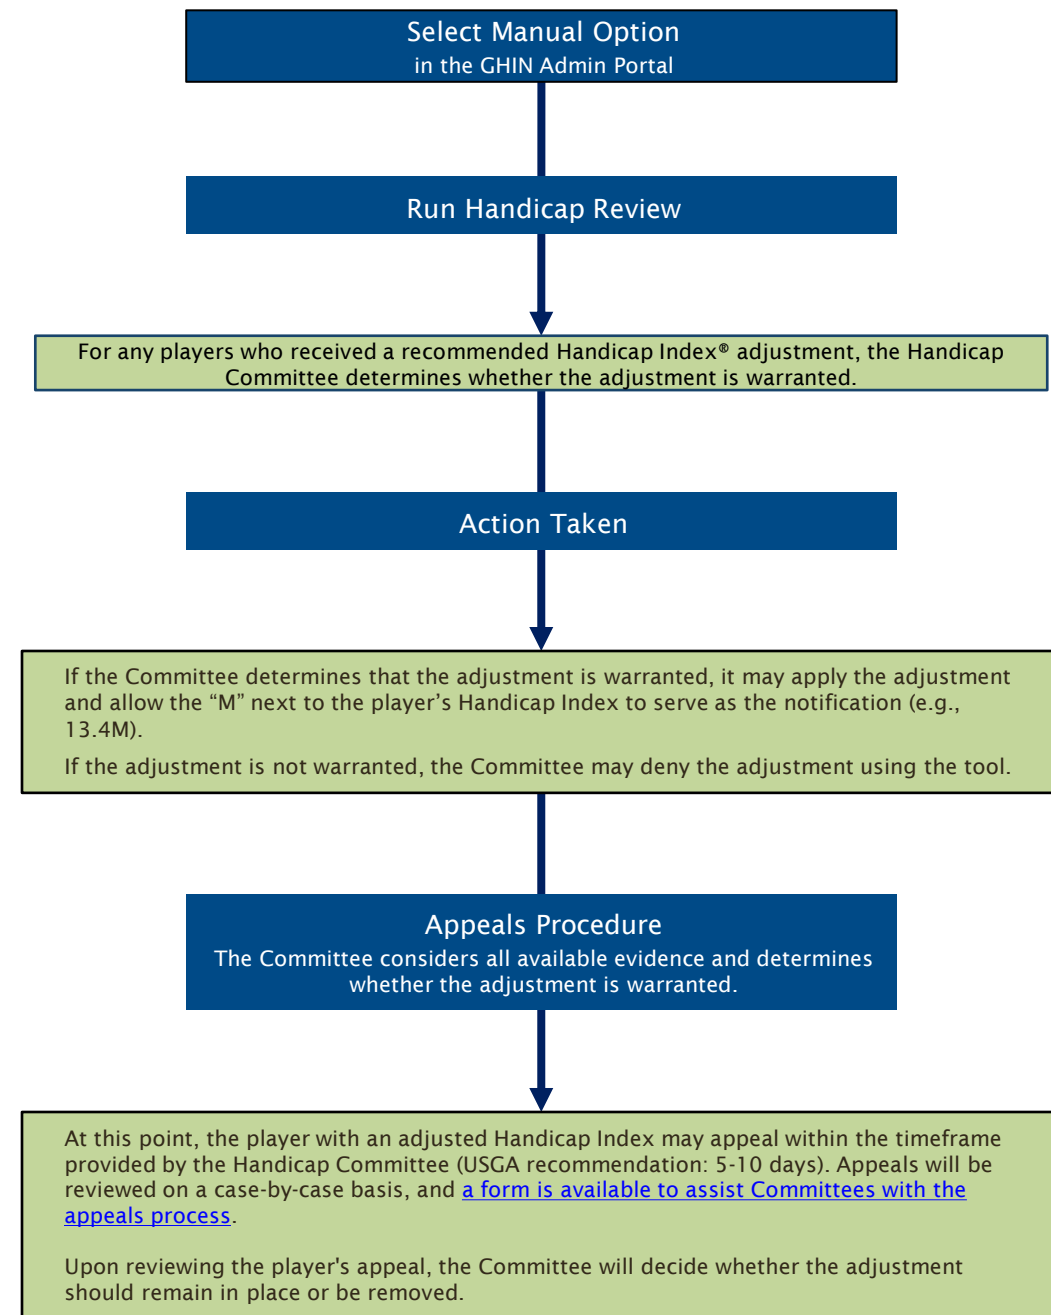 Select Manual Option
in the GHIN Admin Portal
Run Handicap Review
For any players who received a recommended Handicap Index® adjustment, the Handicap
Committee determines whether the adjustment is warranted.
Action Taken
If the Committee determines that the adjustment is warranted, it may apply the adjustment
and allow the “M” next to the player’s Handicap Index to serve as the notification (e.g.,
13.4M).
If the adjustment is not warranted, the Committee may deny the adjustment using the tool.
Appeals Procedure
The Committee considers all available evidence and determines
whether the adjustment is warranted.
At this point, the player with an adjusted Handicap Index may appeal within the timeframe
provided by the Handicap Committee (USGA recommendation: 5-10 days). Appeals will be
reviewed on a case-by-case basis, and a form is available to assist Committees with the
appeals process.
Upon reviewing the player's appeal, the Committee will decide whether the adjustment
should remain in place or be removed.